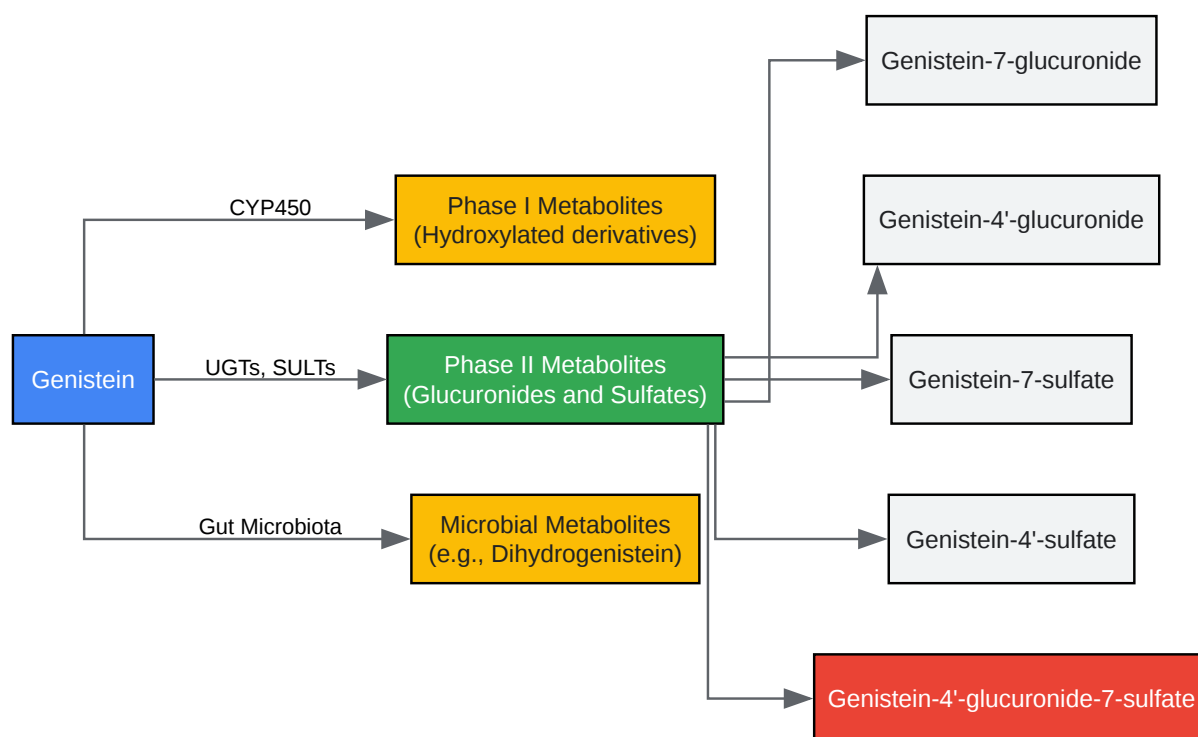 Genistein-7-glucuronide
CYP450
Phase I Metabolites
(Hydroxylated derivatives)
Genistein-4'-glucuronide
Genistein
UGTs, SULTs
Phase II Metabolites
(Glucuronides and Sulfates)
Genistein-7-sulfate
Gut Microbiota
Microbial Metabolites
(e.g., Dihydrogenistein)
Genistein-4'-sulfate
Genistein-4'-glucuronide-7-sulfate